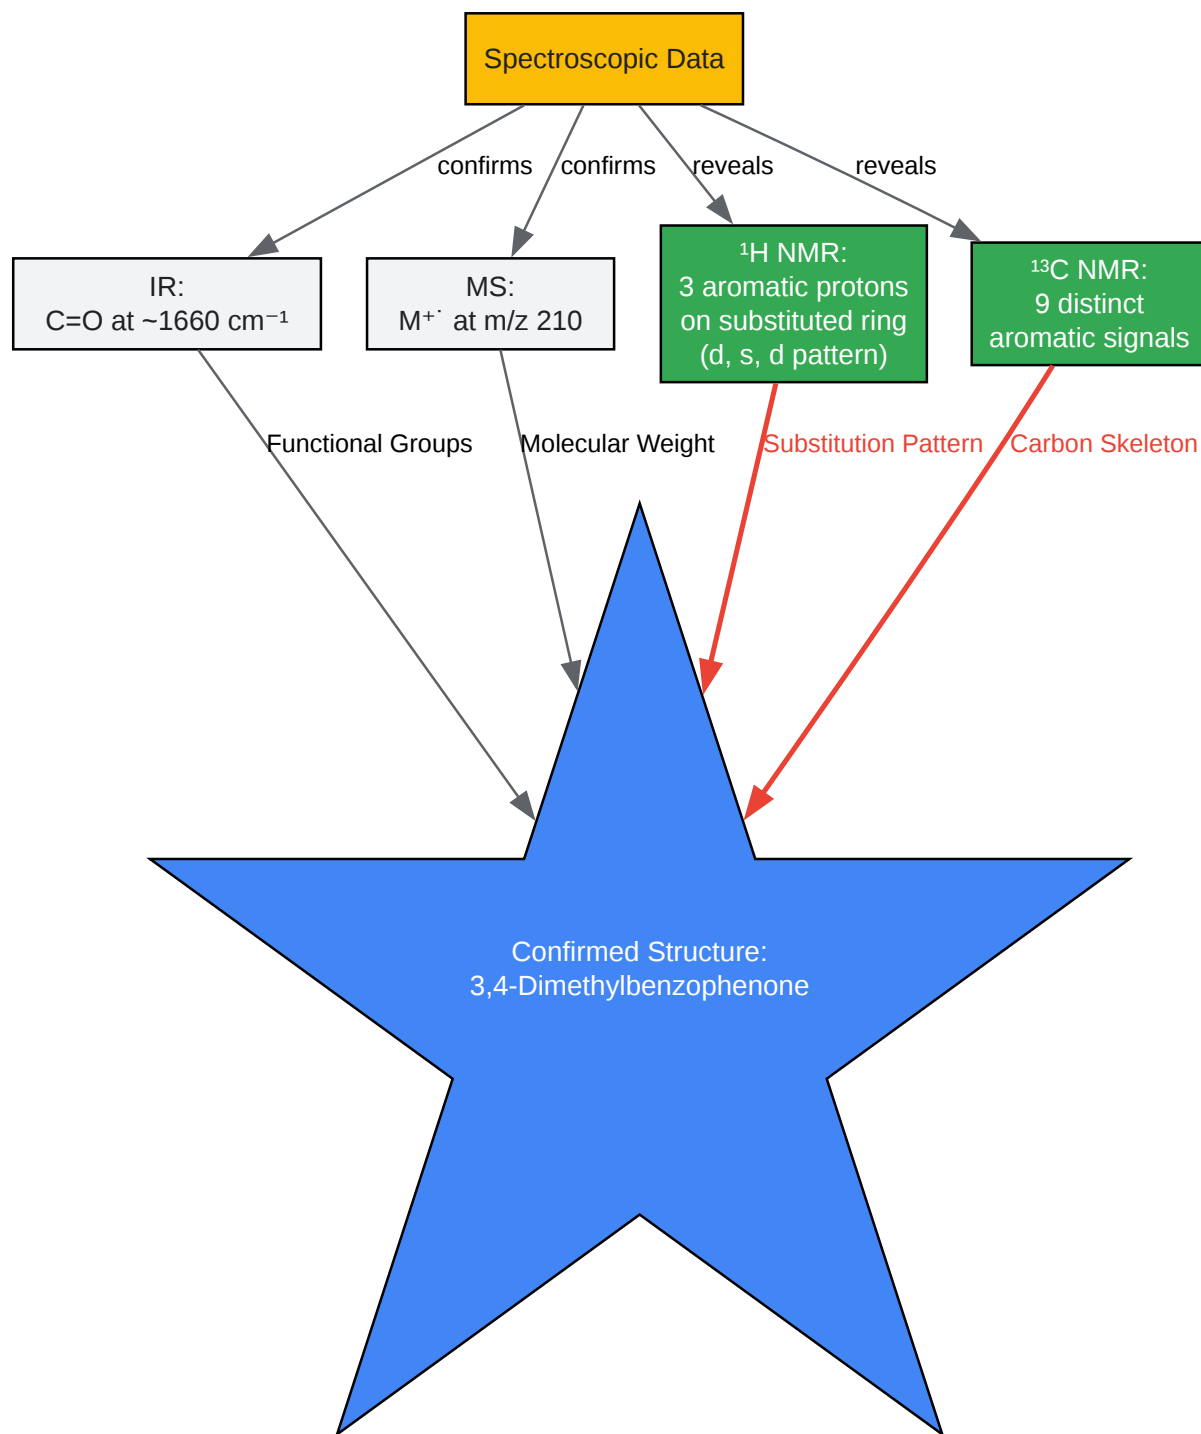 Spectroscopic Data
confirms
confirms
reveals
reveals
IR:
C=O at ~1660 cm⁻¹
MS:
M⁺˙ at m/z 210
¹H NMR:
3 aromatic protons
on substituted ring
(d, s, d pattern)
¹³C NMR:
9 distinct
aromatic signals
Functional Groups
Molecular Weight
Substitution Pattern
Carbon Skeleton
Confirmed Structure:
3,4-Dimethylbenzophenone